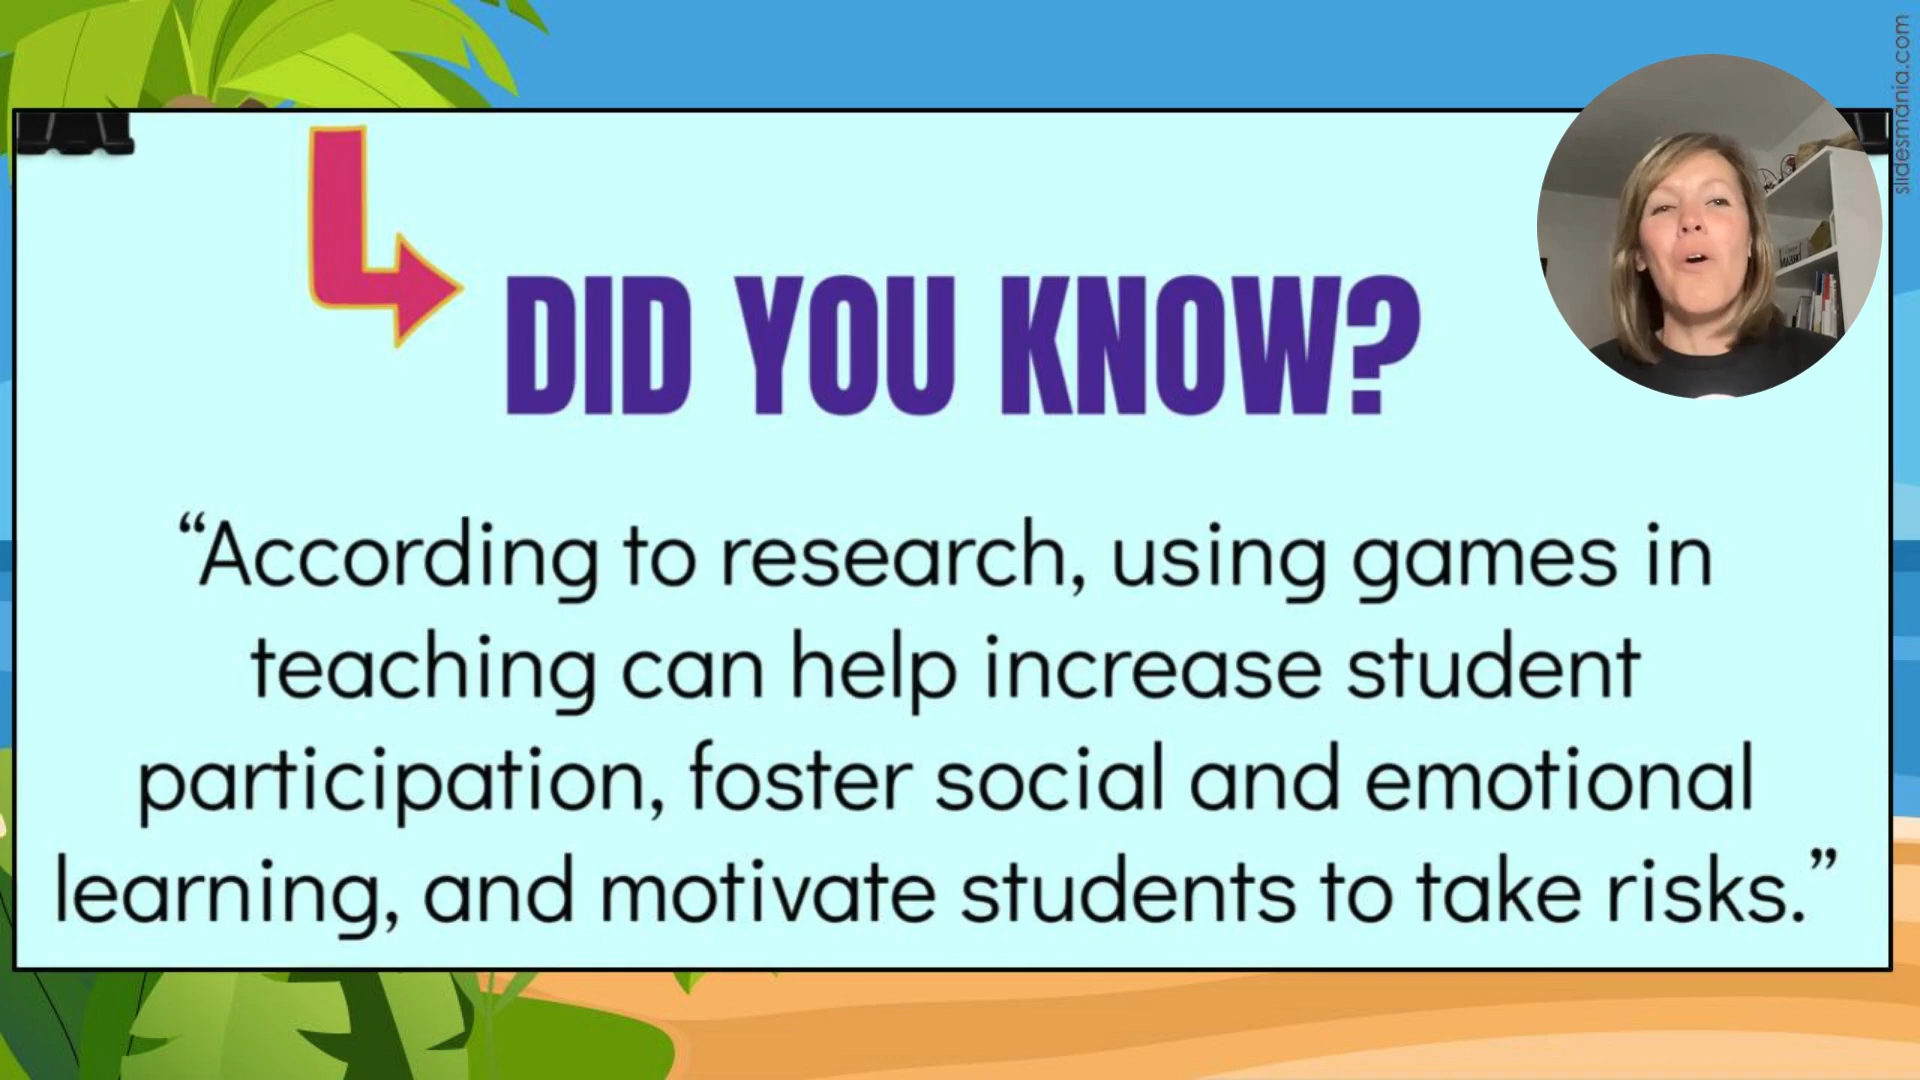 slidesmania.com
DID YOU KNOW?
“According to research, using games in
teaching can help increase student
participation, foster social and emotional
learning, and motivate students to take risks.”